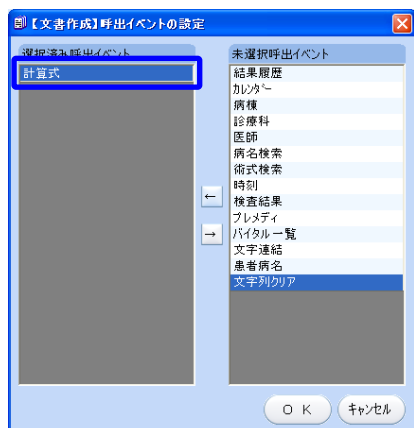 【文書作成】呼出イベントの設定
選択済み呼出イベント
計算式
未選択呼出イベント
結果履歴
カレンダー
病棟
診療科
医師
病名検索
術式検索
時刻
検査結果
プレメディ
バイタル一覧
文字連結
患者病名
文字列クリア
←
→
OK
キャンセル